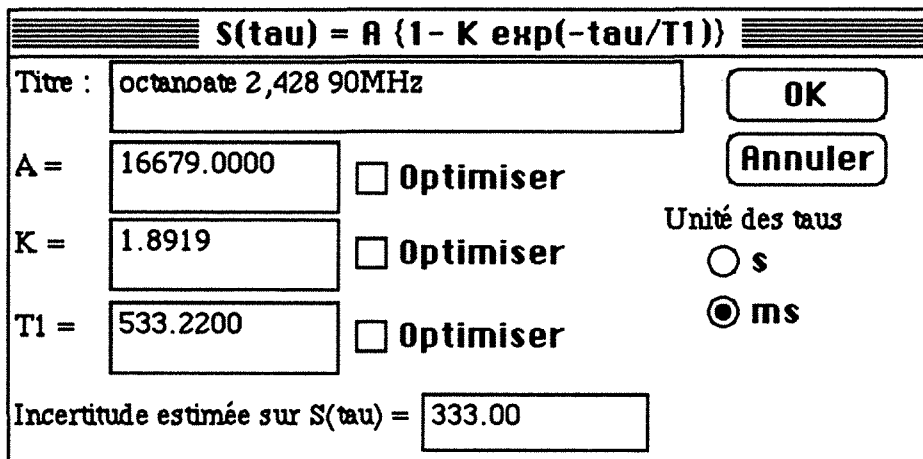 S(tau) = A {1- K exp(-tau/T1)}
Titre : octanoate 2,428 90MHz
OK
Annuler
A = 16679.0000 Optimiser
K = 1.8919 Optimiser
T1 = 533.2200 Optimiser
Unité des taus
s
ms
Incertitude estimée sur S(tau) = 333.00